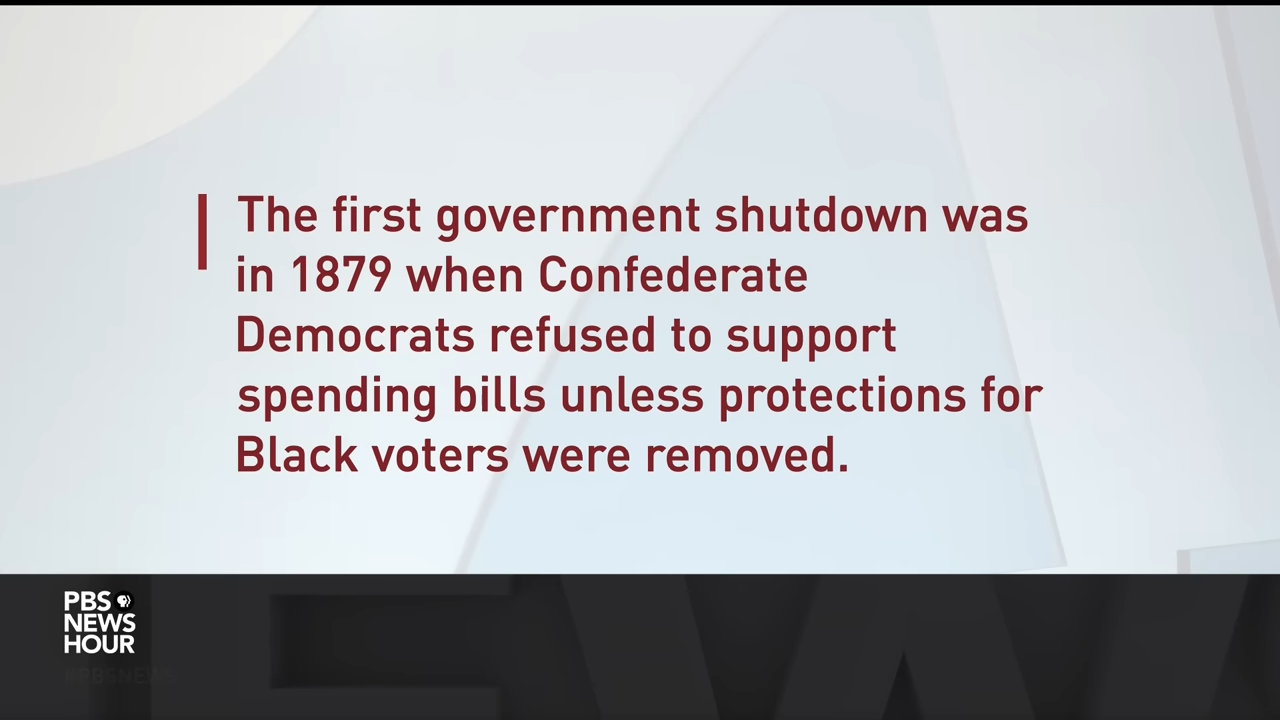 The first government shutdown was
in 1879 when Confederate
Democrats refused to support
spending bills unless protections for
Black voters were removed.
PBS
NEWS
HOUR
#PBSNEWS